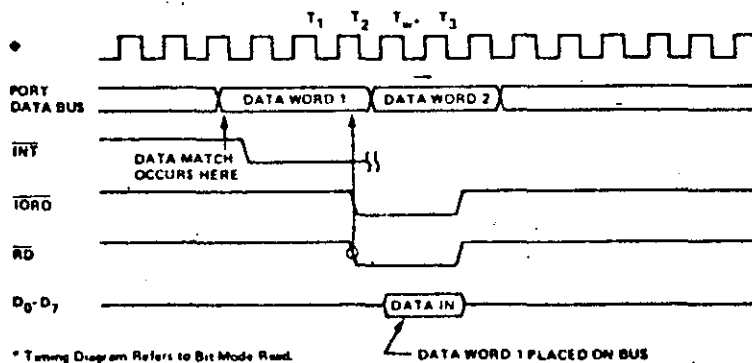 T1 T2 Tw* T3
Φ
PORT
DATA BUS
DATA WORD 1 DATA WORD 2
INT
DATA MATCH
OCCURS HERE
IORQ
RD
D0-D7
DATA IN
* Timing Diagram Refers to Bit Mode Read.
DATA WORD 1 PLACED ON BUS